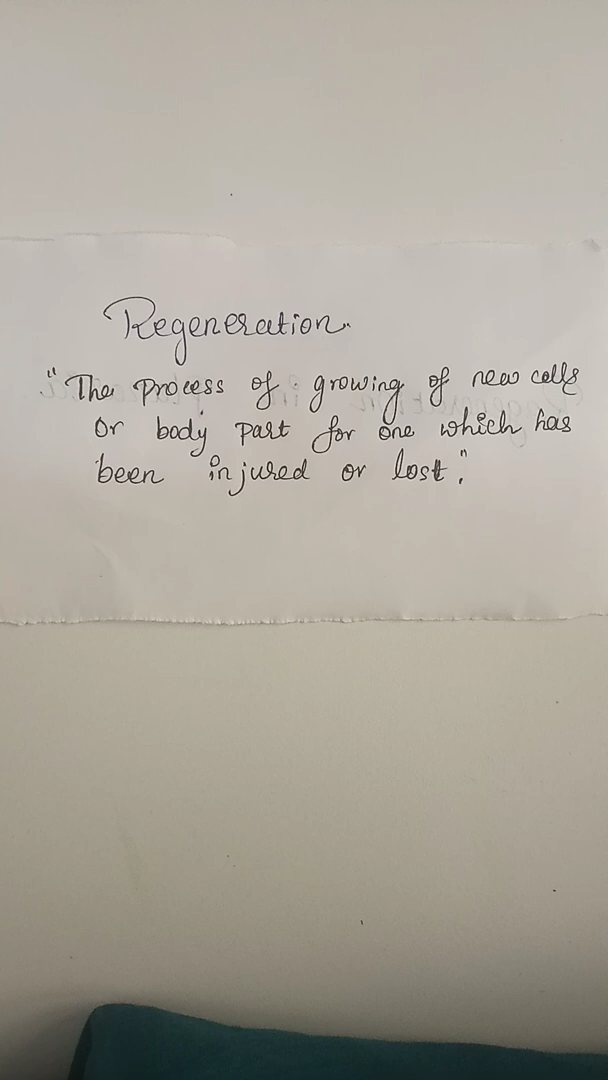 Regeneration.
"The process of growing of new cells
or body part for one which has
been injured or lost."